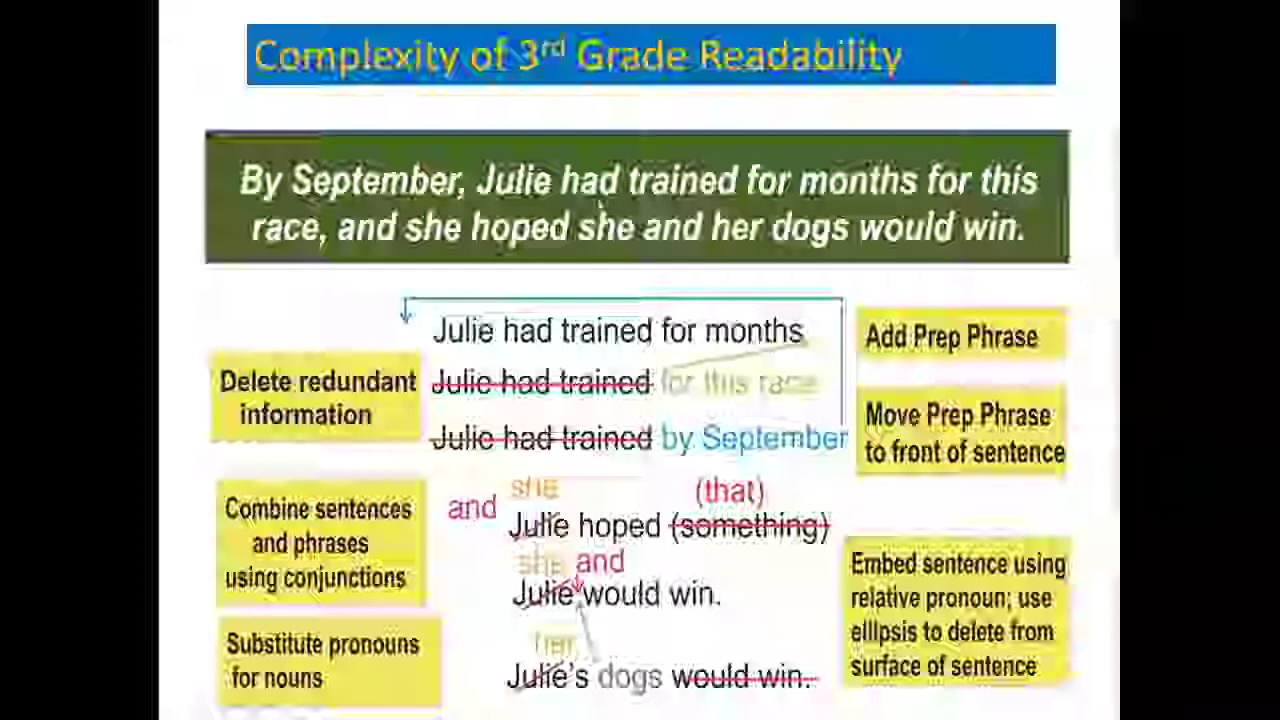 Complexity of 3rd Grade Readability
By September, Julie had trained for months for this
race, and she hoped she and her dogs would win.
Julie had trained for months
Add Prep Phrase
Delete redundant
information
Julie had trained for this race
Move Prep Phrase
to front of sentence
Julie had trained by September
Combine sentences
and phrases
using conjunctions
she (that)
and Julie hoped (something)
she and
Julie would win.
Embed sentence using
relative pronoun; use
ellipsis to delete from
surface of sentence
Substitute pronouns
for nouns
her
Julie's dogs would win.